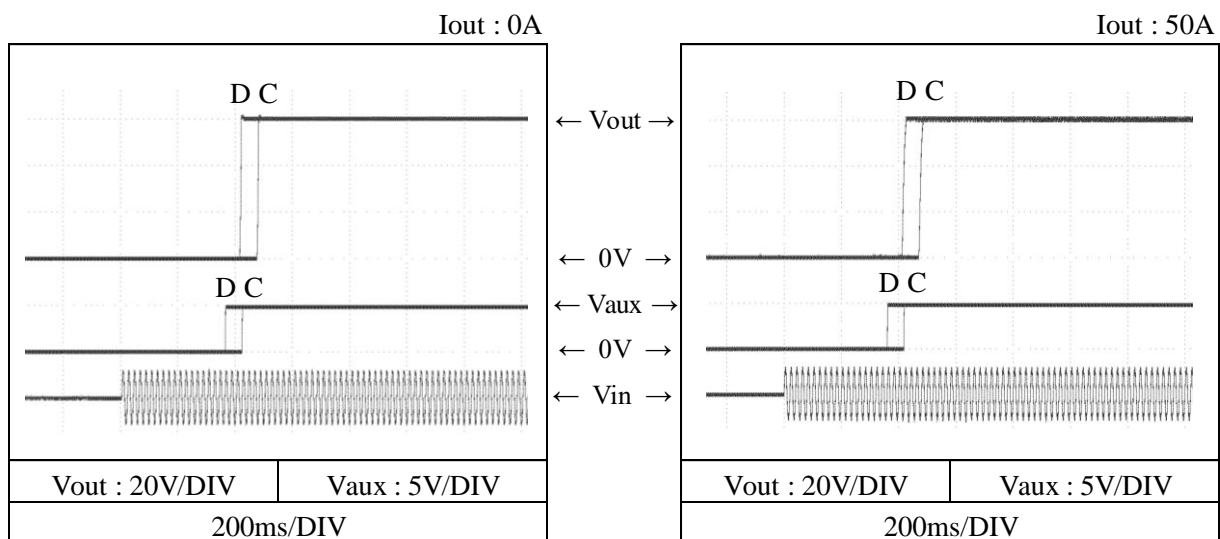 Iout : 0A
Iout : 50A
D C
D C
← Vout →
← 0V →
D C
D C
← Vaux →
← 0V →
← Vin →
Vout : 20V/DIV
Vaux : 5V/DIV
Vout : 20V/DIV
Vaux : 5V/DIV
200ms/DIV
200ms/DIV